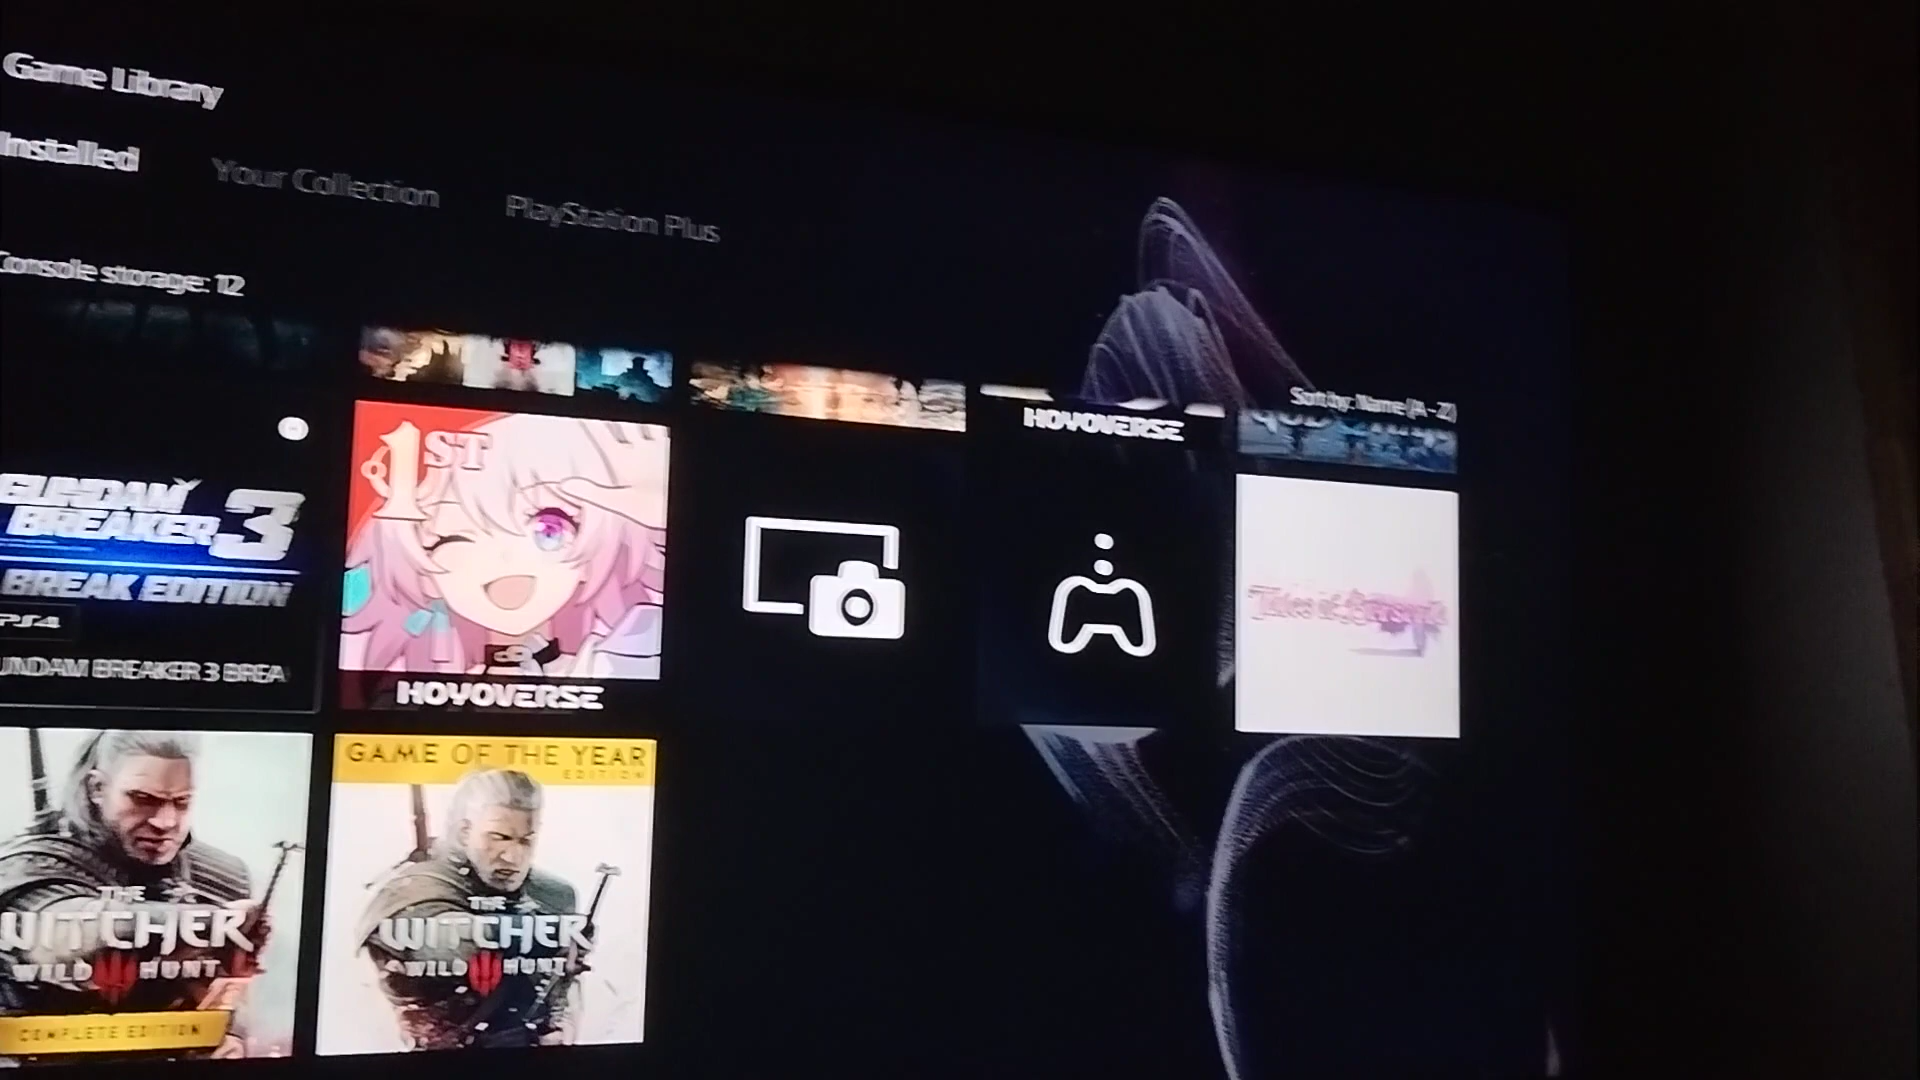 Game Library
Installed
Your Collection
PlayStation Plus
Console storage: 12
Sort by: Name (A - Z)
HOYOVERSE
GUNDAM
BREAKER 3
BREAK EDITION
PS4
UNDAM BREAKER 3 BREA
1ST
HOYOVERSE
Tales of
THE
WITCHER
WILD HUNT
COMPLETE EDITION
GAME OF THE YEAR
EDITION
THE
WITCHER
WILD HUNT